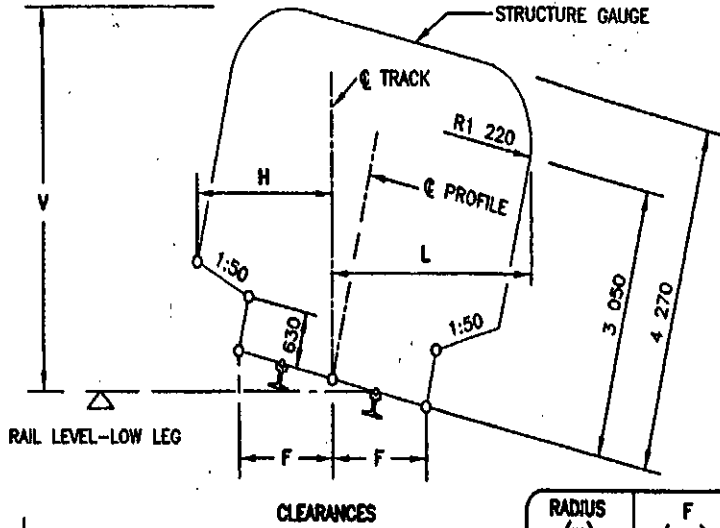 STRUCTURE GAUGE
℄ TRACK
R1 220
H
V
℄ PROFILE
L
1:50
1:50
630
3 050
4 270
RAIL LEVEL-LOW LEG
F
F
CLEARANCES
RADIUS
F